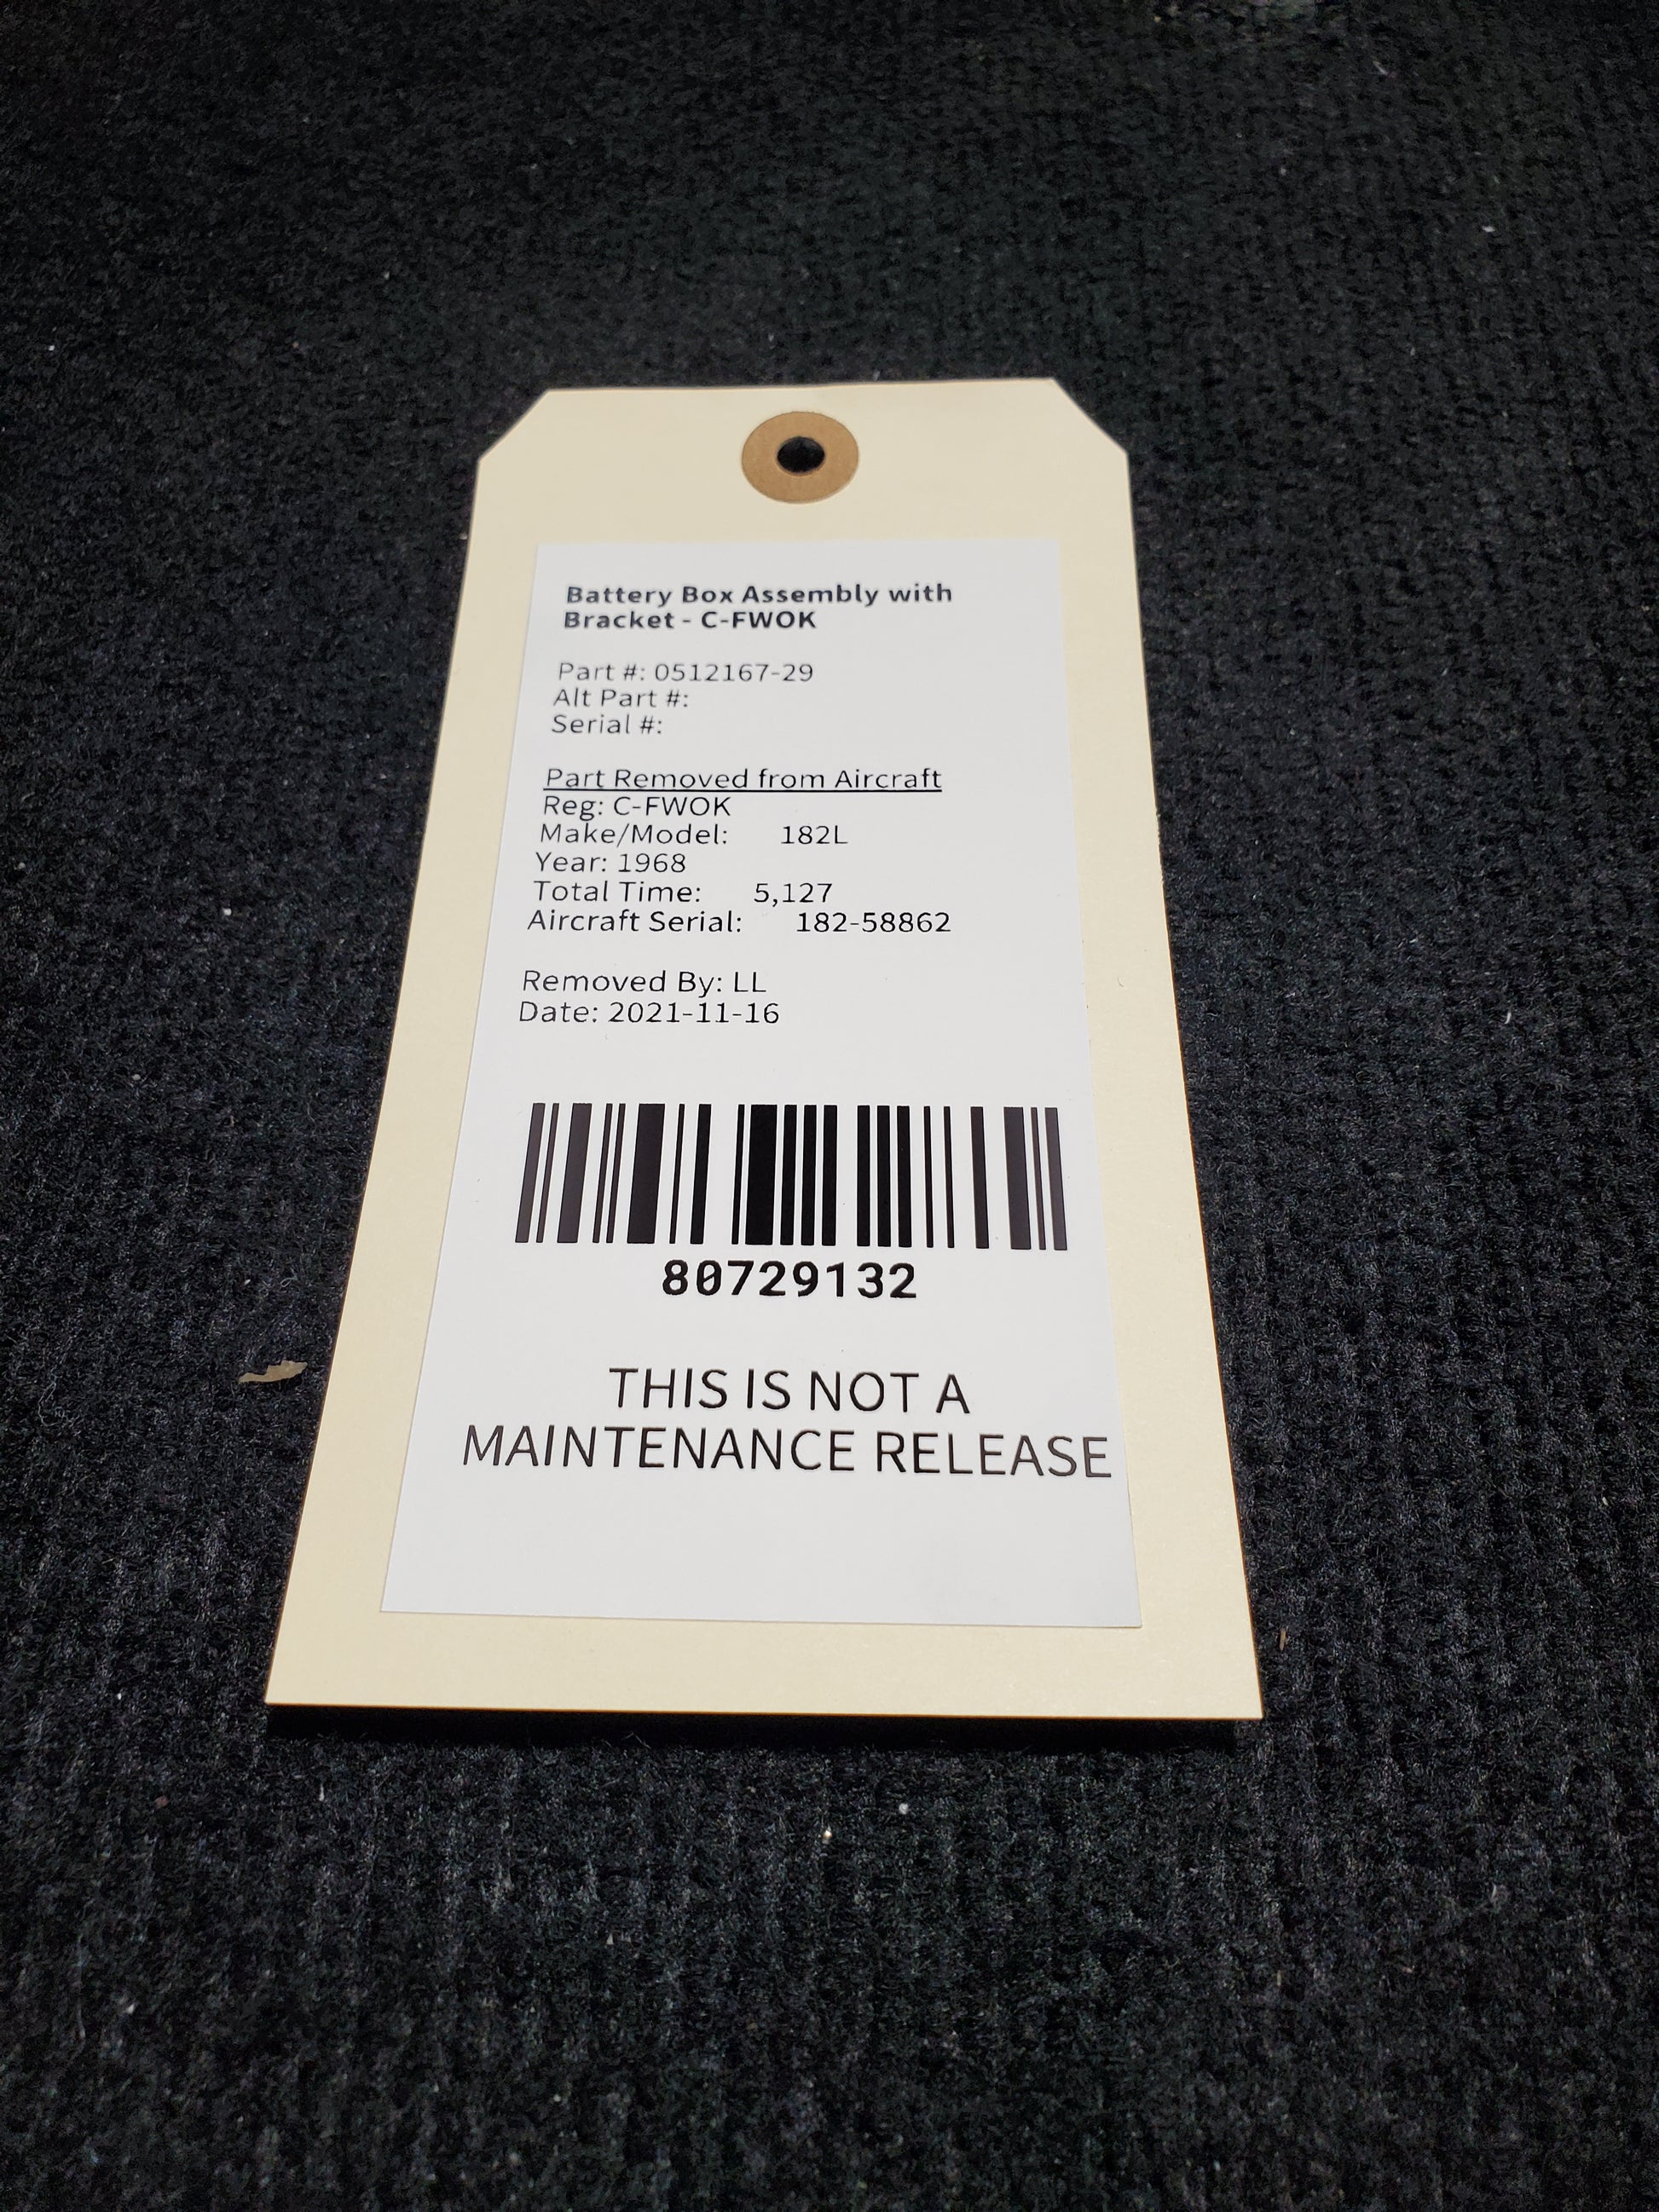 Battery Box Assembly with
Bracket - C-FWOK
Part #: 0512167-29
Alt Part #:
Serial #:
Part Removed from Aircraft
Reg: C-FWOK
Make/Model: 182L
Year: 1968
Total Time: 5,127
Aircraft Serial: 182-58862
Removed By: LL
Date: 2021-11-16
80729132
THIS IS NOT A
MAINTENANCE RELEASE